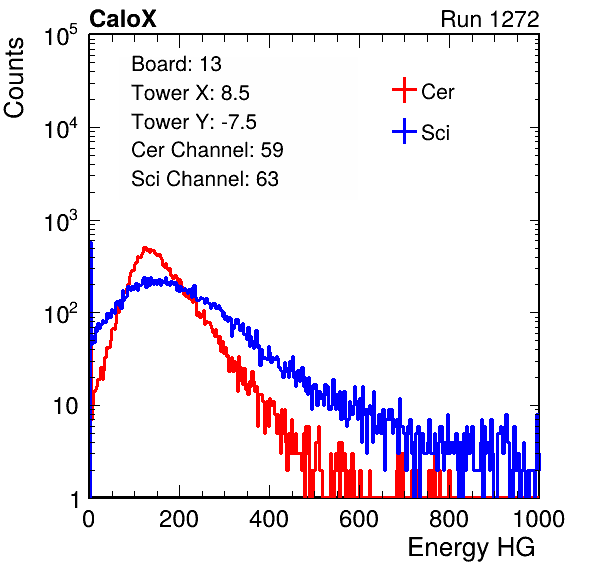 CaloX Run 1272
Counts
10^5
10^4
10^3
10^2
10
1
Board: 13
Tower X: 8.5
Tower Y: -7.5
Cer Channel: 59
Sci Channel: 63
Cer
Sci
0 200 400 600 800 1000
Energy HG